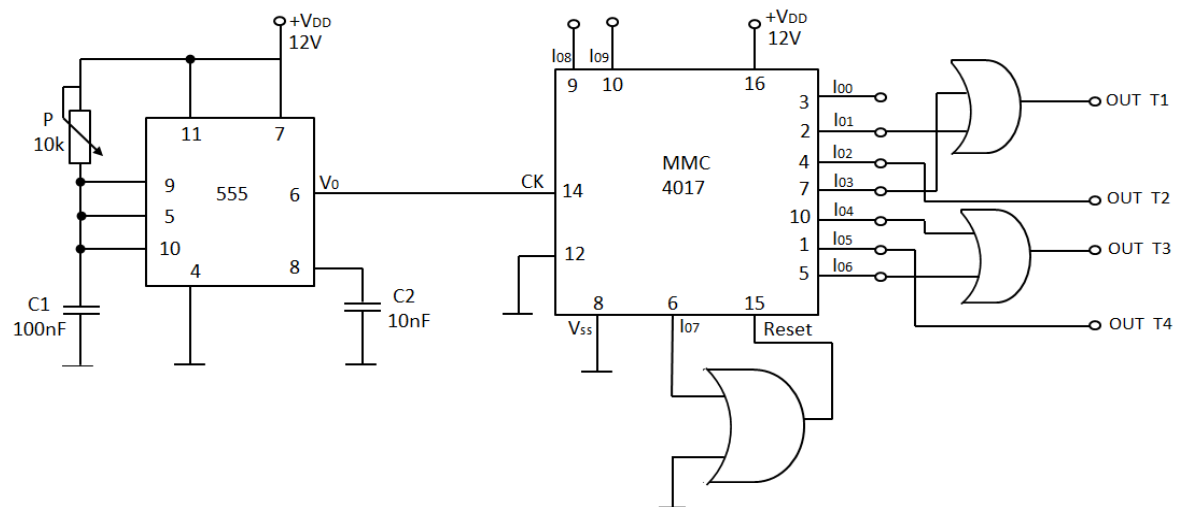 +VDD
12V
P
10k
11
7
9
5
10
4
555
6
8
V0
C1
100nF
C2
10nF
I08
I09
+VDD
12V
9
10
16
CK
14
12
MMC
4017
3
2
4
7
10
1
5
I00
I01
I02
I03
I04
I05
I06
8
6
15
Vss
I07
Reset
OUT T1
OUT T2
OUT T3
OUT T4